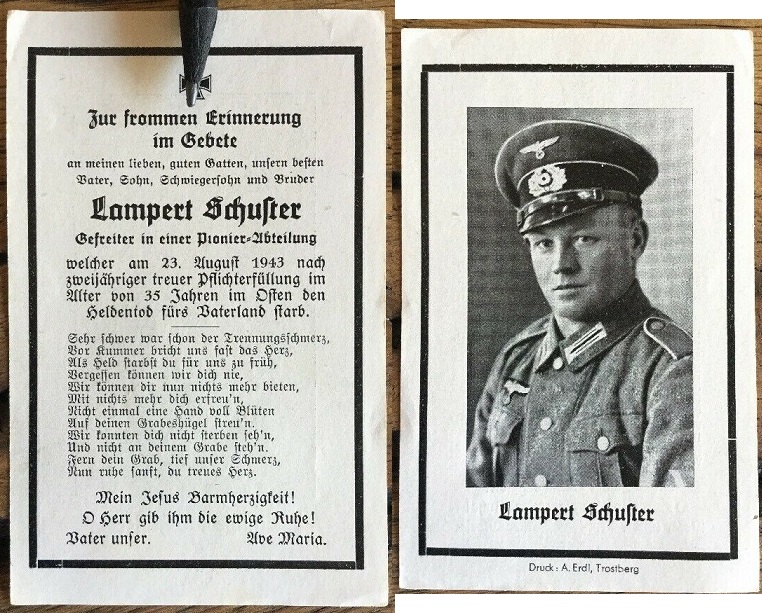 Zur frommen Erinnerung
im Gebete
an meinen lieben, guten Gatten, unsern besten
Vater, Sohn, Schwiegersohn und Bruder
Lampert Schuster
Gefreiter in einer Pionier-Abteilung
welcher am 23. August 1943 nach
zweijähriger treuer Pflichterfüllung im
Alter von 35 Jahren im Osten den
Heldentod fürs Vaterland starb.
Sehr schwer war schon der Trennungsschmerz,
Vor Kummer bricht uns fast das Herz,
Als Held starbst du für uns zu früh,
Vergessen können wir dich nie,
Wir können dir nun nichts mehr bieten,
Mit nichts mehr dich erfreu'n.
Nicht einmal eine Hand voll Blüten
Auf deinen Grabeshügel streu'n.
Wir konnten dich nicht sterben seh'n,
Und nicht an deinem Grabe steh'n.
Fern dein Grab, tief unser Schmerz,
Nun ruhe sanft, du treues Herz.
Mein Jesus Barmherzigkeit!
O Herr gib ihm die ewige Ruhe!
Vater unser. Ave Maria.
Lampert Schuster
Druck: A. Erdl, Trostberg